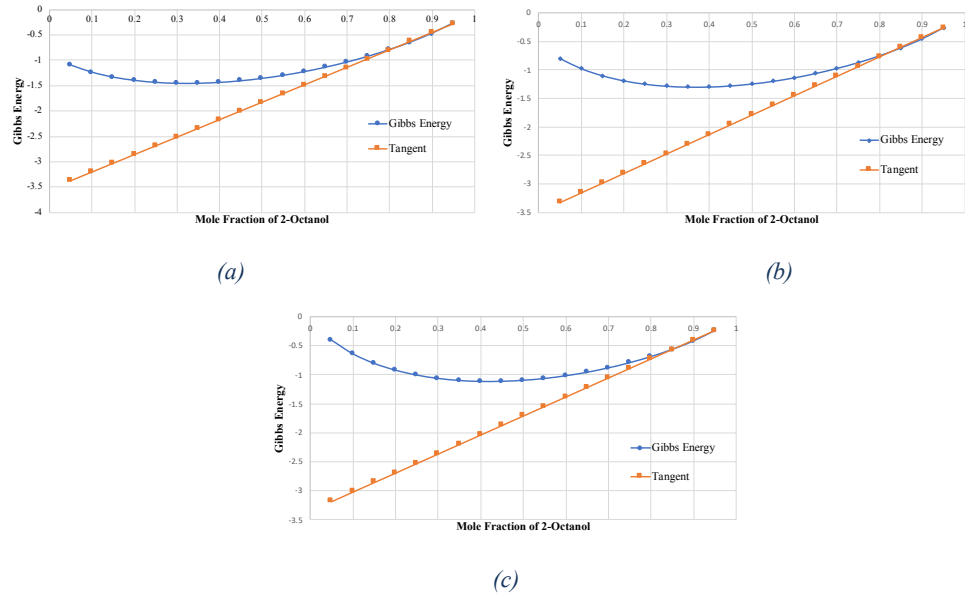 0 0.1 0.2 0.3 0.4 0.5 0.6 0.7 0.8 0.9 1
0
-0.5
-1
-1.5
-2
-2.5
-3
-3.5
-4
Gibbs Energy
Gibbs Energy
Tangent
Mole Fraction of 2-Octanol
(a)
0 0.1 0.2 0.3 0.4 0.5 0.6 0.7 0.8 0.9 1
0
-0.5
-1
-1.5
-2
-2.5
-3
-3.5
Gibbs Energy
Gibbs Energy
Tangent
Mole Fraction of 2-Octanol
(b)
0 0.1 0.2 0.3 0.4 0.5 0.6 0.7 0.8 0.9 1
0
-0.5
-1
-1.5
-2
-2.5
-3
-3.5
Gibbs Energy
Gibbs Energy
Tangent
Mole Fraction of 2-Octanol
(c)